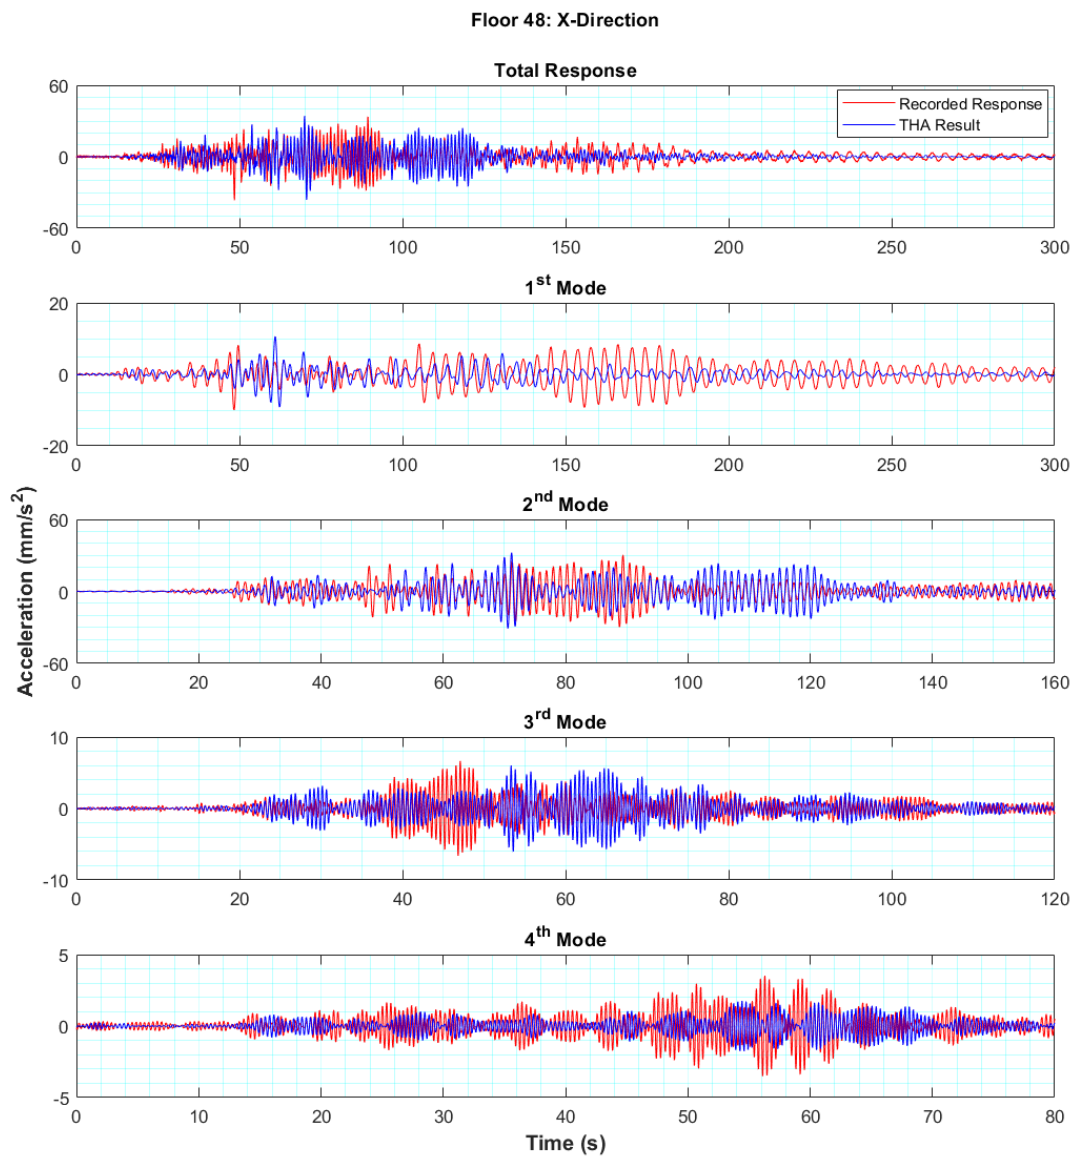 Floor 48: X-Direction
Total Response
60
0
-60
Recorded Response
THA Result
0 50 100 150 200 250 300
1st Mode
20
0
-20
0 50 100 150 200 250 300
2nd Mode
60
0
-60
0 20 40 60 80 100 120 140 160
Acceleration (mm/s2)
3rd Mode
10
0
-10
0 20 40 60 80 100 120
4th Mode
5
0
-5
0 10 20 30 40 50 60 70 80
Time (s)